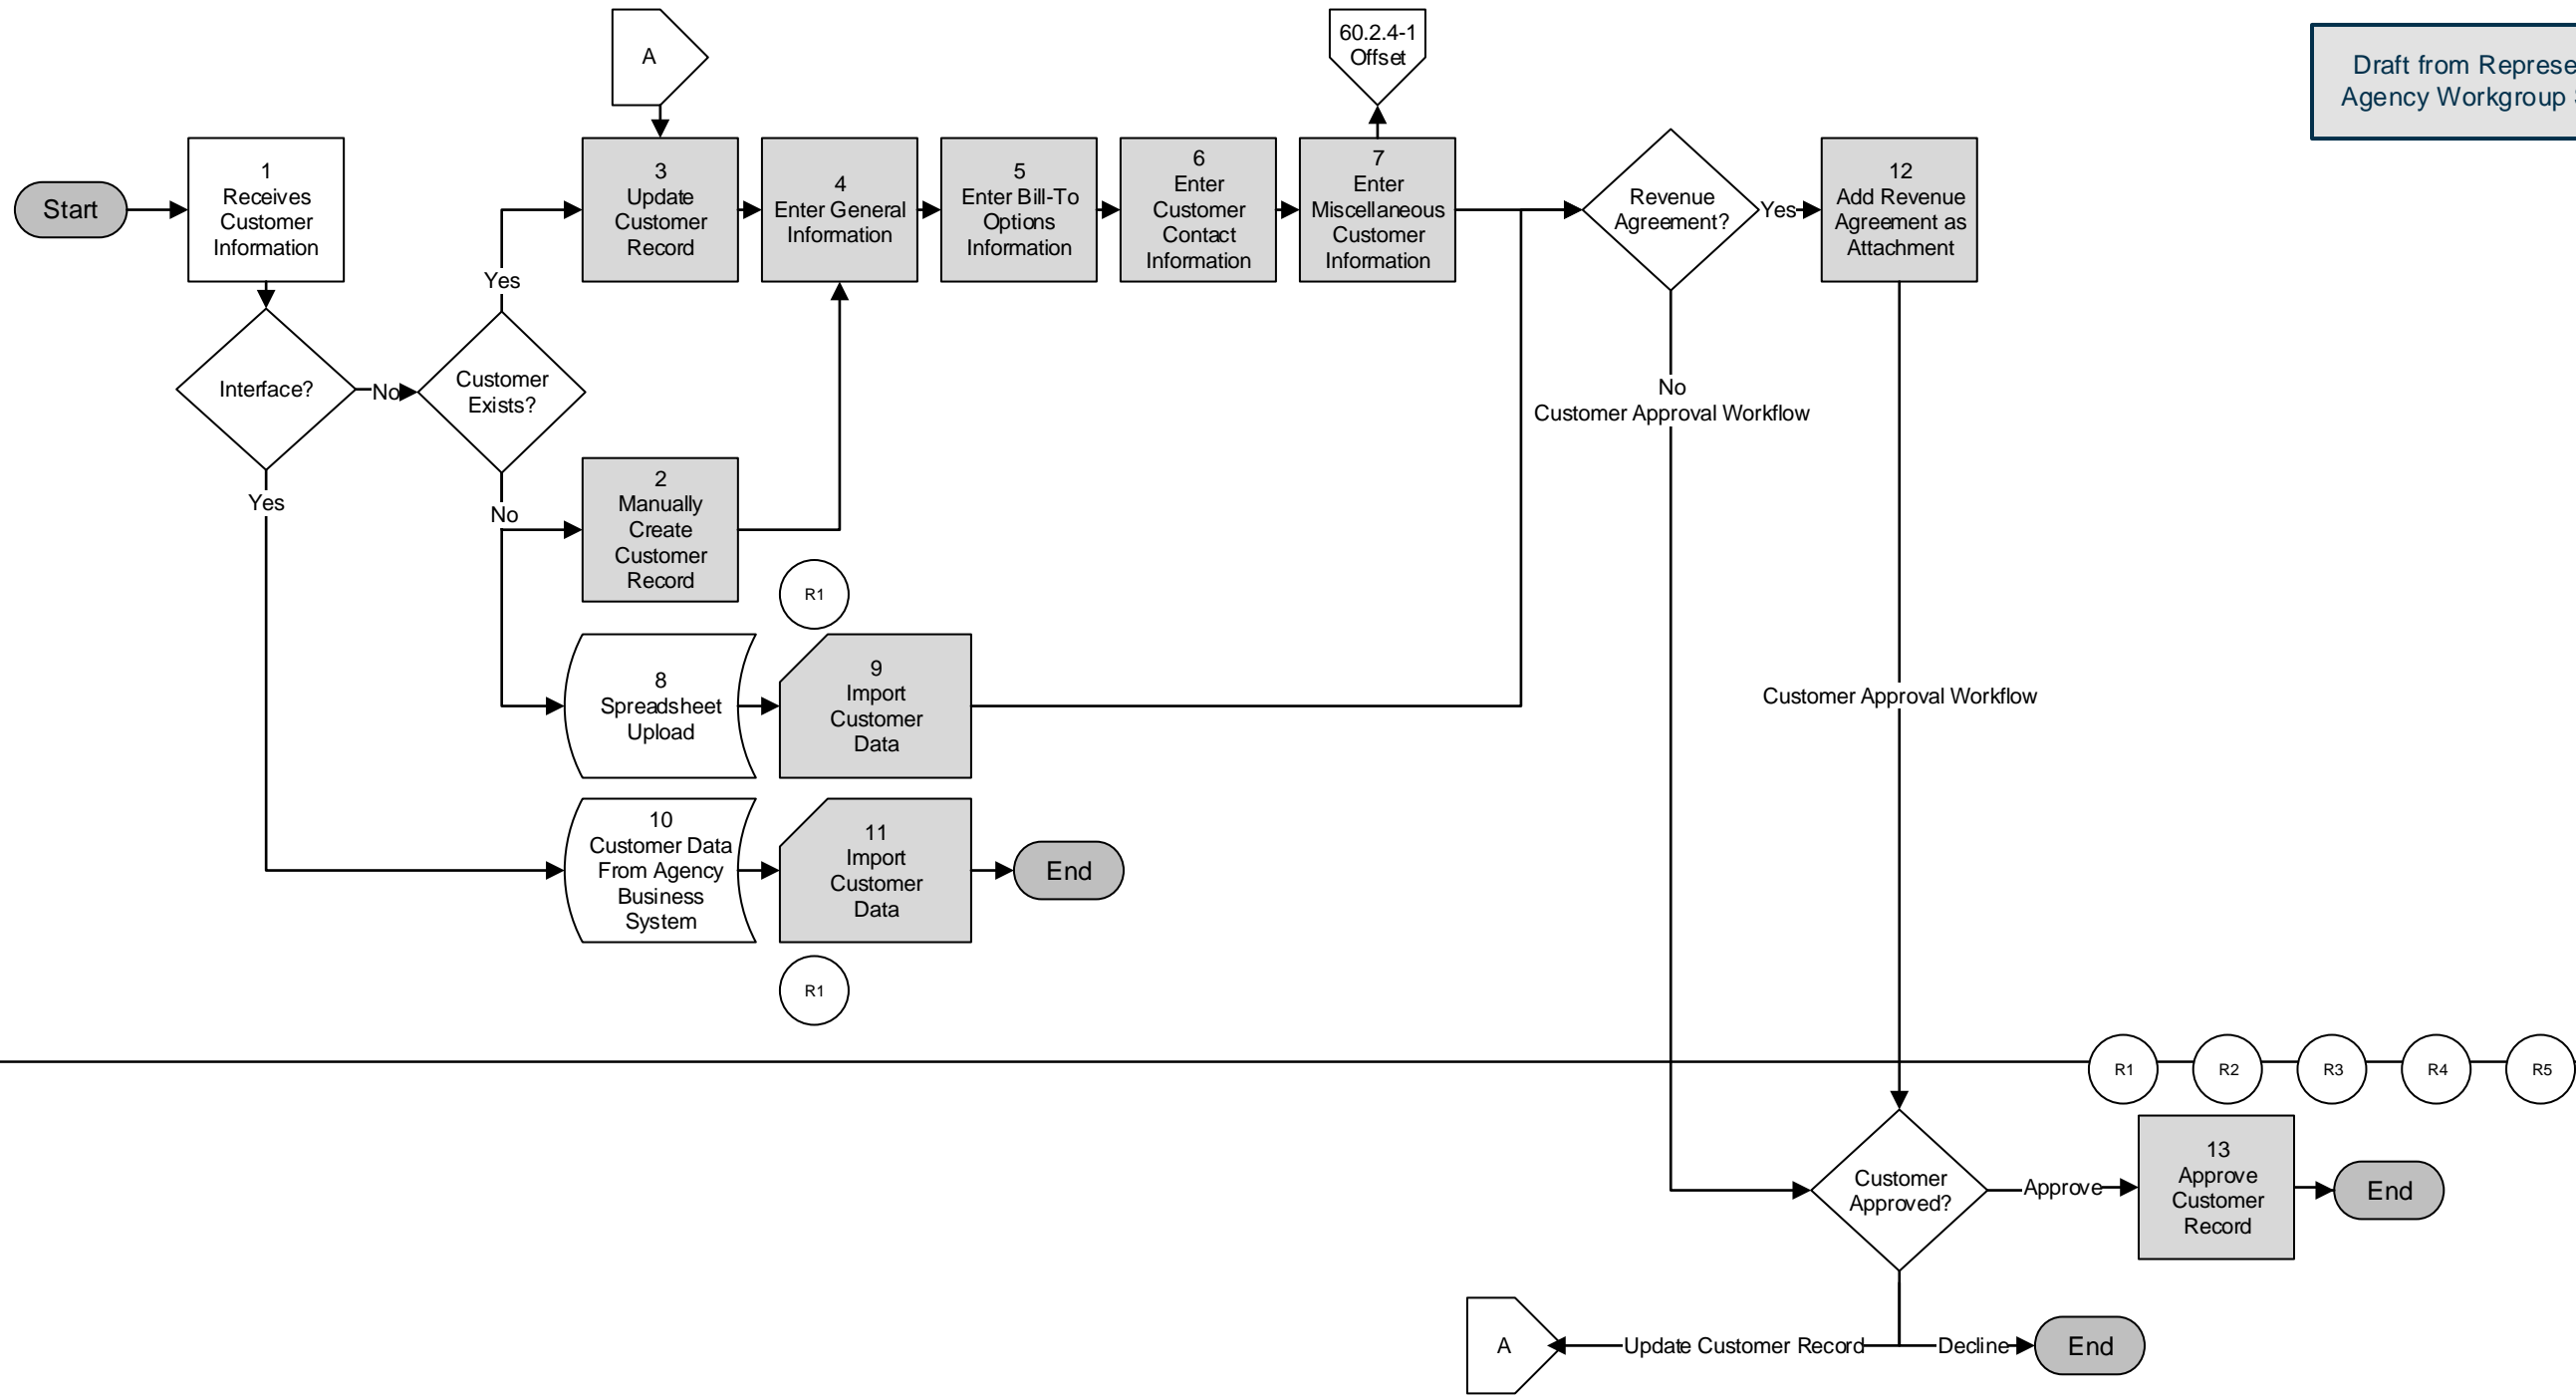 A
60.2.4-1
Offset
Draft from Represe
Agency Workgroup
Start
1
Receives
Customer
Information
3
Update
Customer
Record
4
Enter General
Information
5
Enter Bill-To
Options
Information
6
Enter
Customer
Contact
Information
7
Enter
Miscellaneous
Customer
Information
Revenue
Agreement?
Yes
12
Add Revenue
Agreement as
Attachment
Yes
Interface?
No
Customer
Exists?
No
Customer Approval Workflow
Yes
No
2
Manually
Create
Customer
Record
R1
8
Spreadsheet
Upload
9
Import
Customer
Data
Customer Approval Workflow
10
Customer Data
From Agency
Business
System
11
Import
Customer
Data
End
R1
R1
R2
R3
R4
R5
Customer
Approved?
Approve
13
Approve
Customer
Record
End
A
Update Customer Record
Decline
End